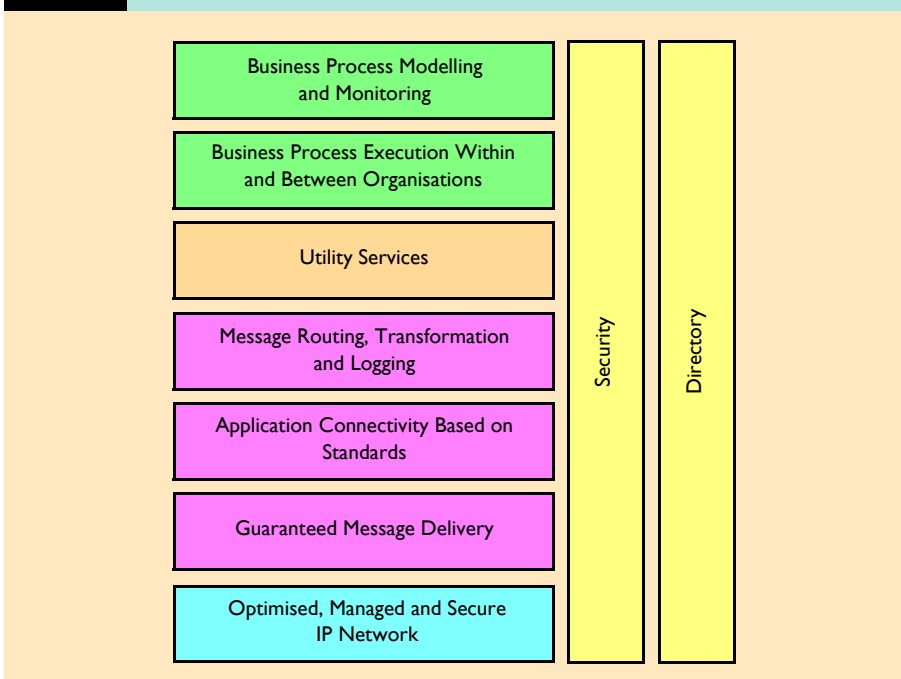 Business Process Modelling
and Monitoring
Business Process Execution Within
and Between Organisations
Utility Services
Message Routing, Transformation
and Logging
Application Connectivity Based on
Standards
Guaranteed Message Delivery
Optimised, Managed and Secure
IP Network
Security
Directory